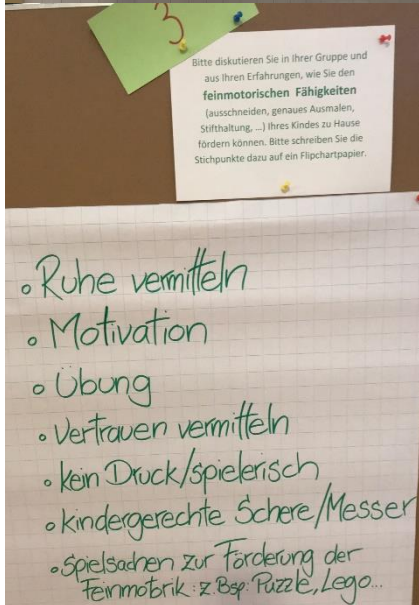 3
Bitte diskutieren Sie in Ihrer Gruppe und
aus Ihren Erfahrungen, wie Sie den
feinmotorischen Fähigkeiten
(ausschneiden, genaues Ausmalen,
Stifthaltung, ...) Ihres Kindes zu Hause
fördern können. Bitte schreiben Sie die
Stichpunkte dazu auf ein Flipchartpapier.
• Ruhe vermitteln
• Motivation
• Übung
• Vertrauen vermitteln
• kein Druck/spielerisch
• kindergerechte Schere/Messer
• Spielsachen zur Förderung der
Feinmotorik: z.Bsp: Puzzle, Lego...